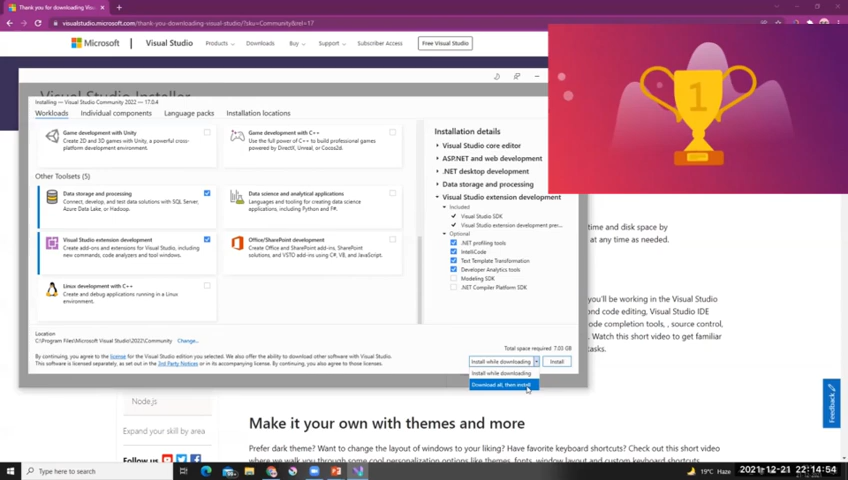 Thank you for downloading Visual S
visualstudio.microsoft.com/thank-you-downloading-visual-studio/?sku=Community&rel=17
Microsoft
Visual Studio
Products
Downloads
Buy
Support
Subscriber Access
Free Visual Studio
Visual Studio Installer
Installing — Visual Studio Community 2022 — 17.0.4
Workloads
Individual components
Language packs
Installation locations
Game development with Unity
Create 2D and 3D games with Unity, a powerful cross-
platform development environment.
Game development with C++
Use the full power of C++ to build professional games
powered by DirectX, Unreal, or Cocos2d.
Other Toolsets (5)
Data storage and processing
Connect, develop, and test data solutions with SQL Server,
Azure Data Lake, or Hadoop.
Data science and analytical applications
Languages and tooling for creating data science
applications, including Python and F#.
Visual Studio extension development
Create add-ons and extensions for Visual Studio, including
new commands, code analyzers and tool windows.
Office/SharePoint development
Create Office and SharePoint add-ins, SharePoint
solutions, and VSTO add-ins using C#, VB, and JavaScript.
Linux development with C++
Create and debug applications running in a Linux
environment.
Installation details
Visual Studio core editor
ASP.NET and web development
.NET desktop development
Data storage and processing
Visual Studio extension development
Included
Visual Studio SDK
Visual Studio extension development prer...
Optional
.NET profiling tools
IntelliCode
Text Template Transformation
Developer Analytics tools
Modeling SDK
.NET Compiler Platform SDK
Location
C:\Program Files\Microsoft Visual Studio\2022\Community
Change...
By continuing, you agree to the license for the Visual Studio edition you selected. We also offer the ability to download other software with Visual Studio.
This software is licensed separately, as set out in the 3rd Party Notices or in its accompanying license. By continuing, you also agree to those licenses.
Total space required 7.03 GB
Install while downloading
Install
Install while downloading
Download all, then install
1
time and disk space by
at any time as needed.
you'll be working in the Visual Studio
and code editing, Visual Studio IDE
code completion tools, , source control,
. Watch this short video to get familiar
tasks.
Node.js
Expand your skill by area
Follow us
Make it your own with themes and more
Prefer dark theme? Want to change the layout of windows to your liking? Have favorite keyboard shortcuts? Check out this short video
Feedback
Type here to search
19°C Haze
2021-12-21 22:14:54